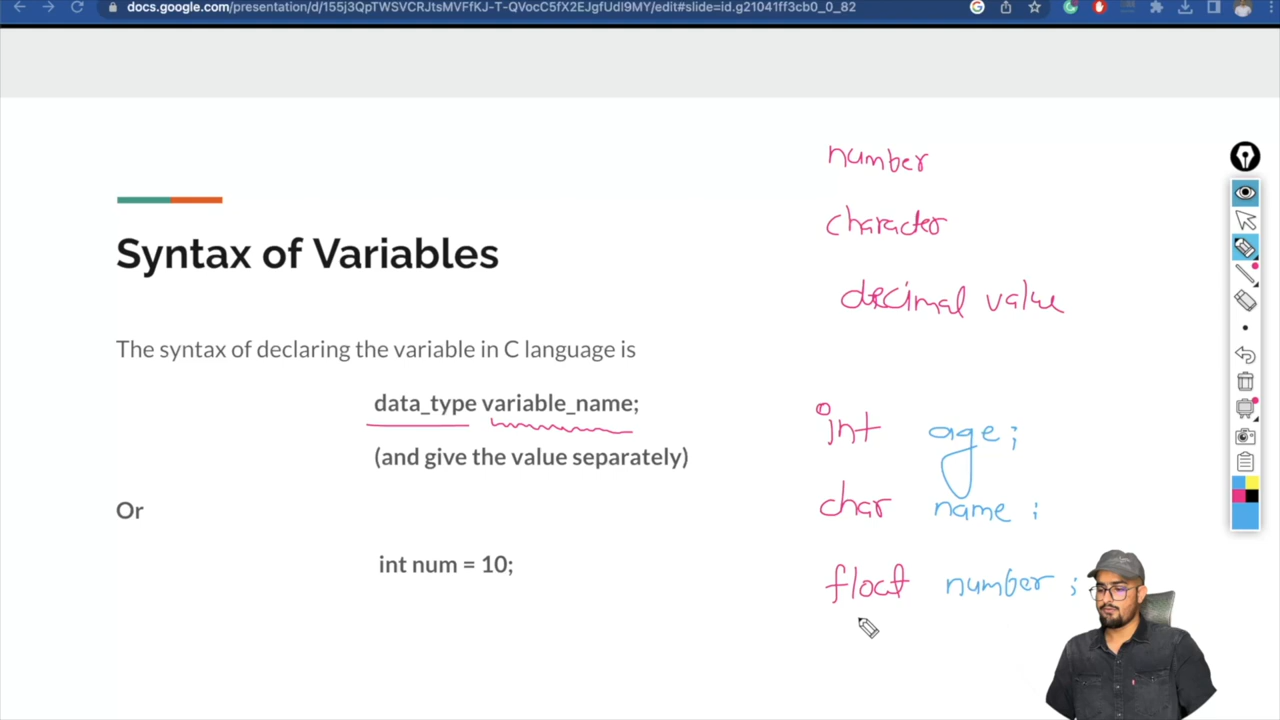 docs.google.com/presentation/d/155j3QpTWSVCRJtsMVFfKJ-T-QVocC5fX2EJgfUdI9MY/edit#slide=id.g21041ff3cb0_0_82
number
character
decimal value
Syntax of Variables
The syntax of declaring the variable in C language is
data_type variable_name;
(and give the value separately)
Or
int num = 10;
int age;
char name ;
float number ;